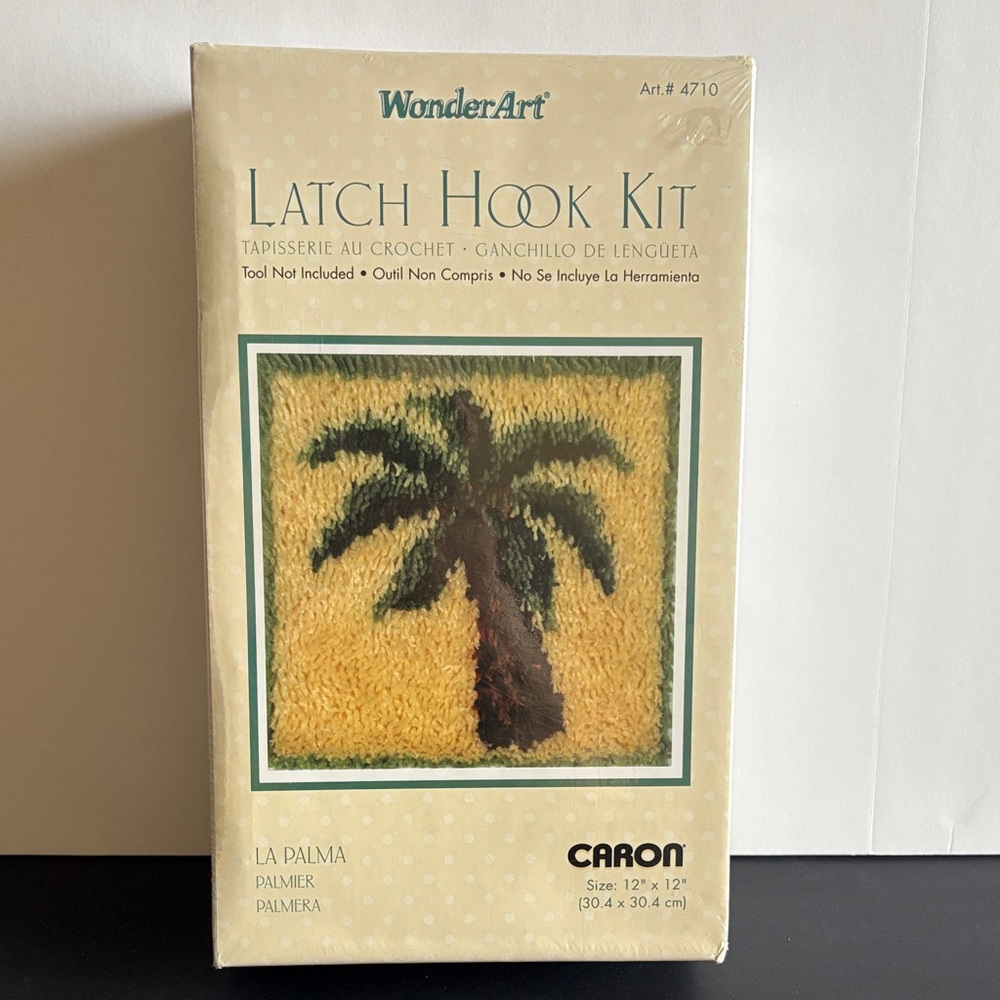 WonderArt®
Art.# 4710
LATCH HOOK KIT
TAPISSERIE AU CROCHET • GANCHILLO DE LENGÜETA
Tool Not Included • Outil Non Compris • No Se Incluye La Herramienta
LA PALMA
PALMIER
PALMERA
CARON®
Size: 12" x 12"
(30.4 x 30.4 cm)